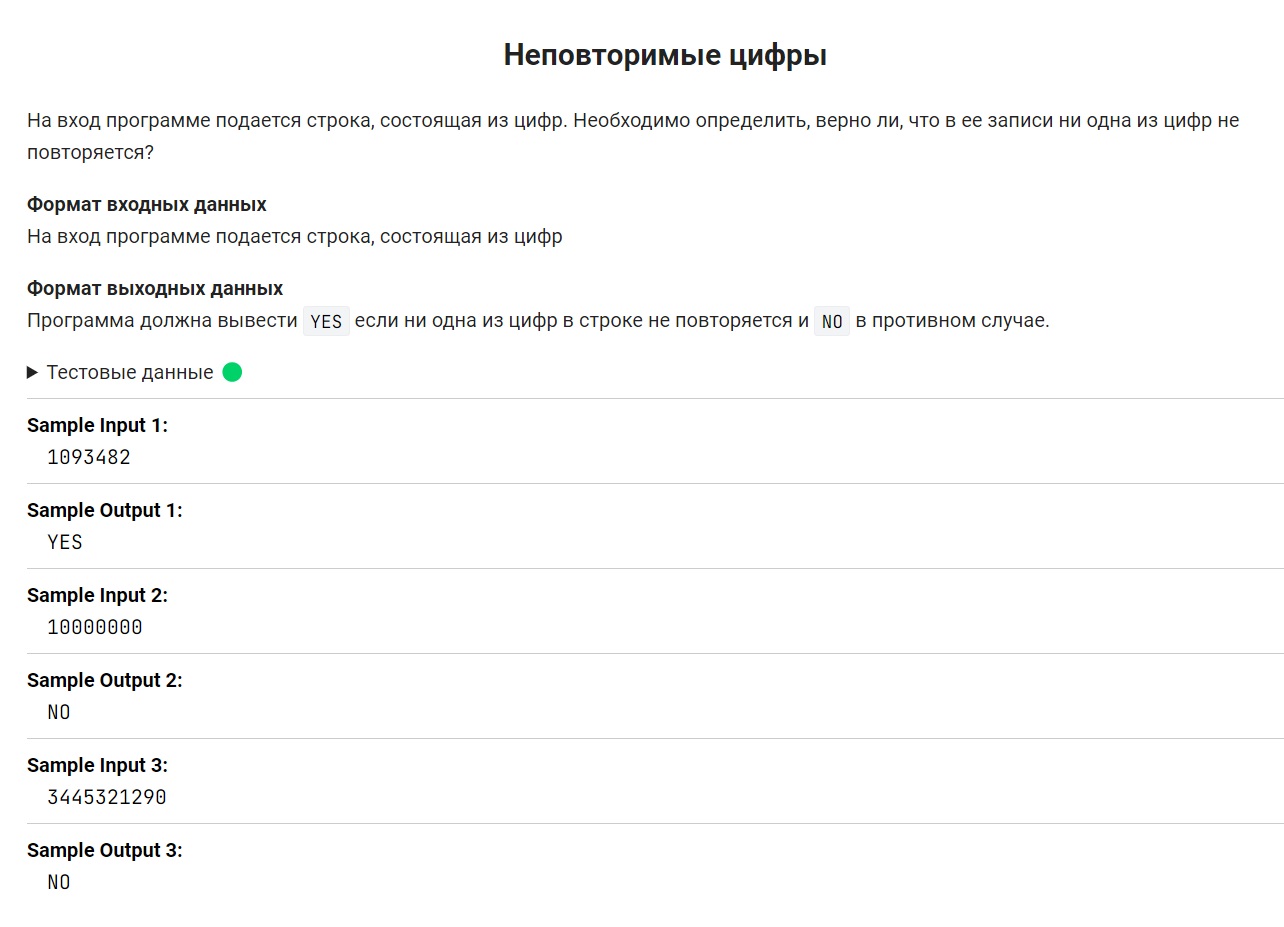 Неповторимые цифры
На вход программе подается строка, состоящая из цифр. Необходимо определить, верно ли, что в ее записи ни одна из цифр не
повторяется?
Формат входных данных
На вход программе подается строка, состоящая из цифр
Формат выходных данных
Программа должна вывести YES если ни одна из цифр в строке не повторяется и NO в противном случае.
Тестовые данные
Sample Input 1:
1093482
Sample Output 1:
YES
Sample Input 2:
10000000
Sample Output 2:
NO
Sample Input 3:
3445321290
Sample Output 3:
NO